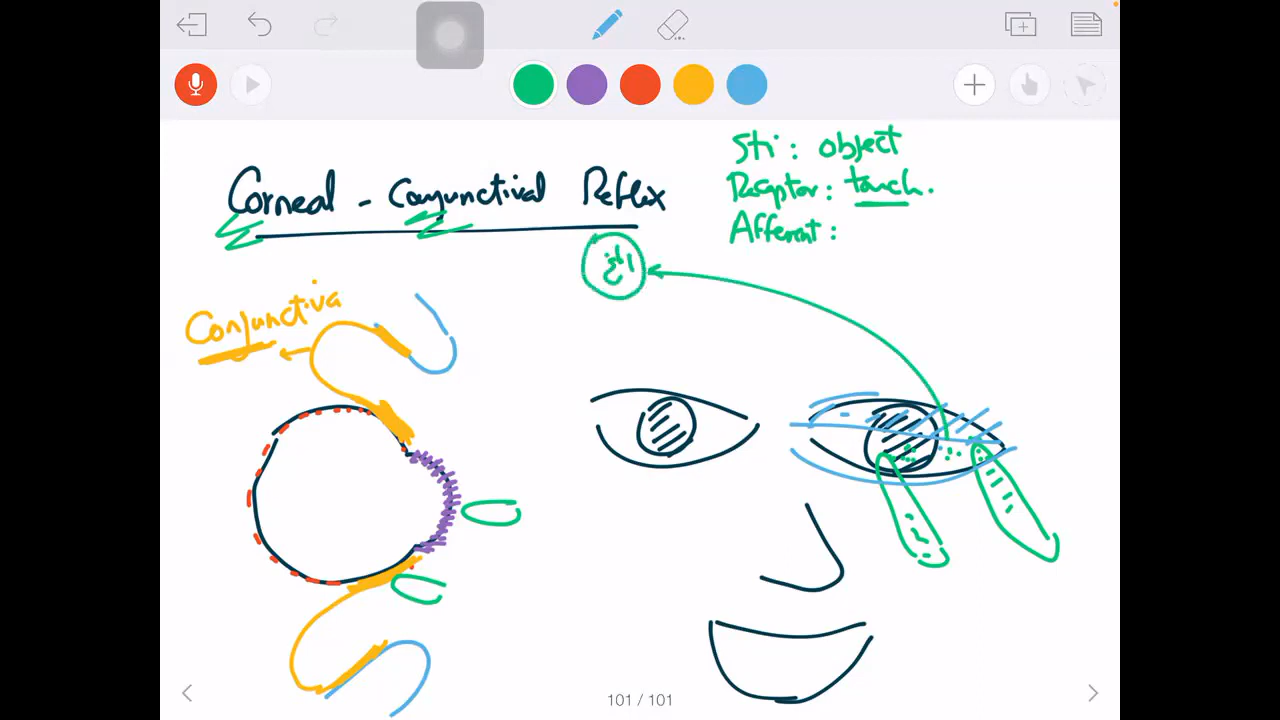 Sti : object
Corneal - Conjunctival Reflex
Receptor : touch.
Afferent :
Conjunctiva
101 / 101